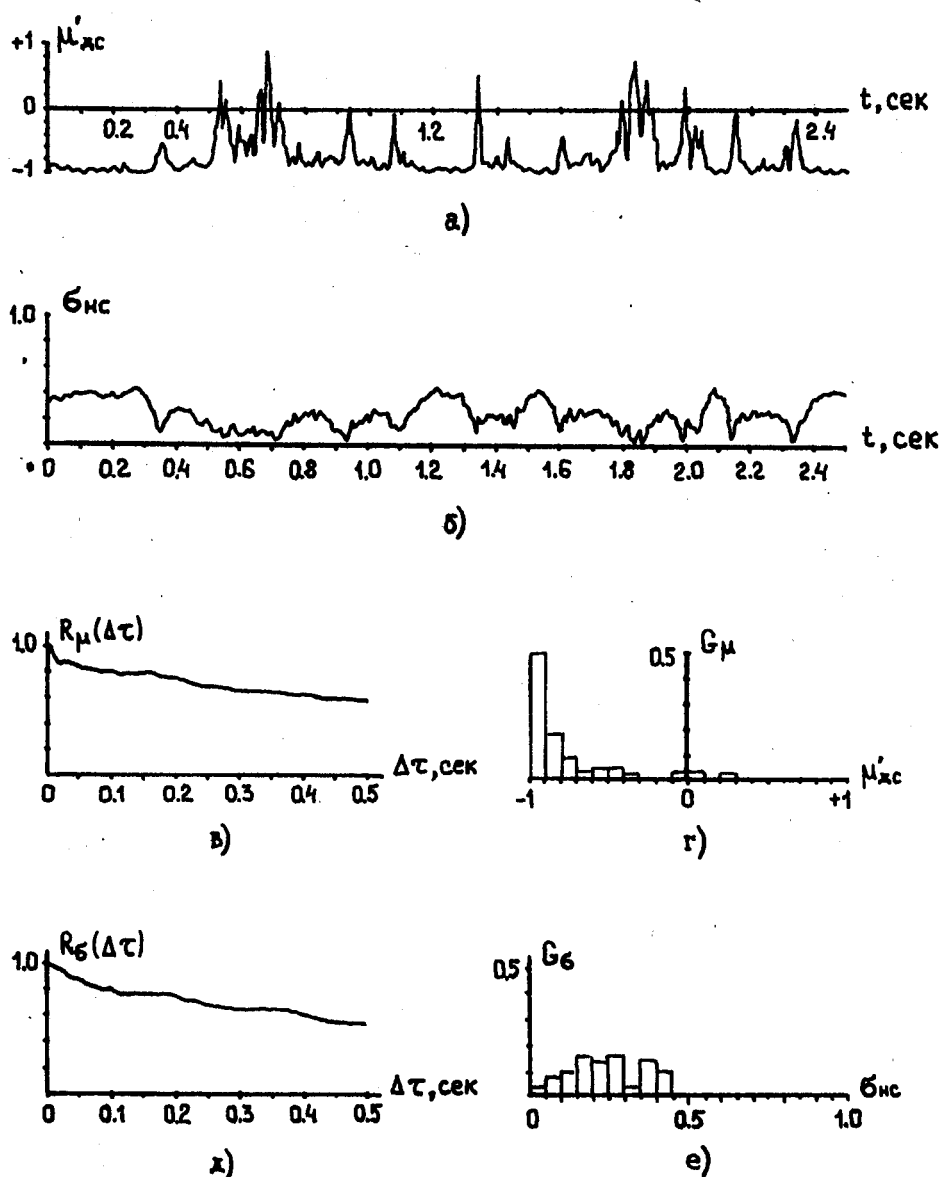 +1 μ'жс
0
-1
0.2 0.4 1.2 2.4
t, сек
а)
1.0 σнс
0 0.2 0.4 0.6 0.8 1.0 1.2 1.4 1.6 1.8 2.0 2.2 2.4
t, сек
б)
1.0 Rμ(Δτ)
0 0.1 0.2 0.3 0.4 0.5
Δτ, сек
в)
0.5 Gμ
-1 0 +1
μ'жс
г)
1.0 Rσ(Δτ)
0 0.1 0.2 0.3 0.4 0.5
Δτ, сек
д)
0.5 Gσ
0 0.5 1.0
σнс
е)